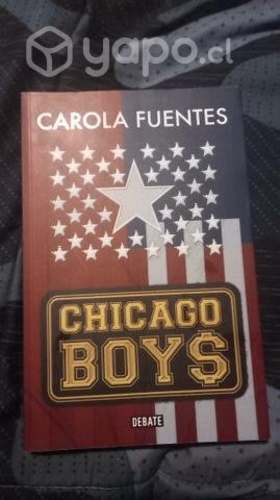 yapo.cl
CAROLA FUENTES
CHICAGO
BOY$
DEBATE